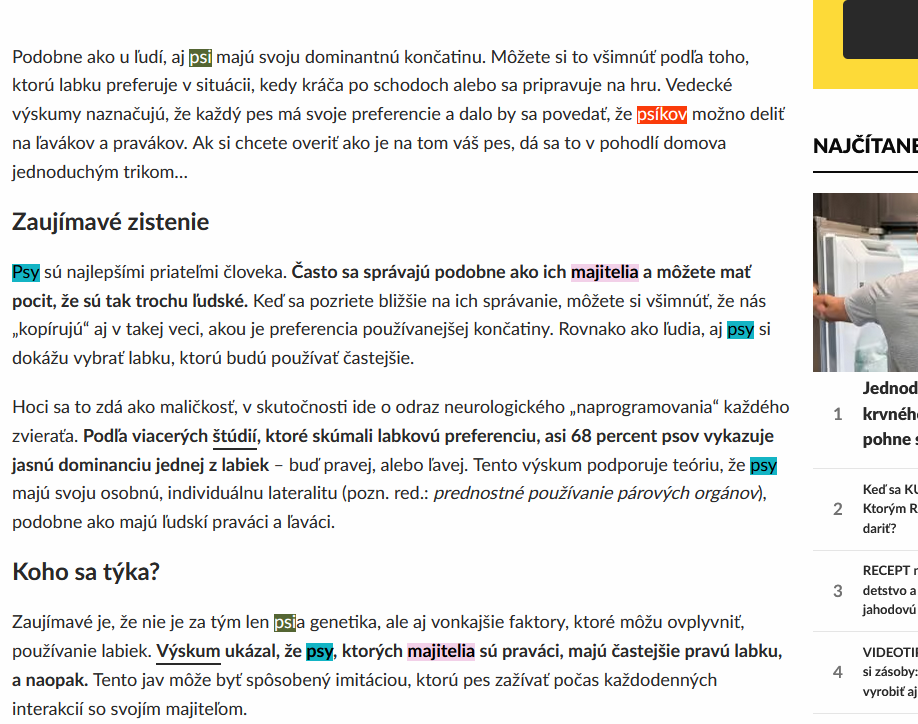 Podobne ako u ľudí, aj psi majú svoju dominantnú končatinu. Môžete si to všimnúť podľa toho,
ktorú labku preferuje v situácii, kedy kráča po schodoch alebo sa pripravuje na hru. Vedecké
výskumy naznačujú, že každý pes má svoje preferencie a dalo by sa povedať, že psíkov možno deliť
na ľavákov a pravákov. Ak si chcete overiť ako je na tom váš pes, dá sa to v pohodlí domova
jednoduchým trikom...
Zaujímavé zistenie
Psy sú najlepšími priateľmi človeka. Často sa správajú podobne ako ich majitelia a môžete mať
pocit, že sú tak trochu ľudské. Keď sa pozriete bližšie na ich správanie, môžete si všimnúť, že nás
„kopírujú“ aj v takej veci, akou je preferencia používanejšej končatiny. Rovnako ako ľudia, aj psy si
dokážu vybrať labku, ktorú budú používať častejšie.
Hoci sa to zdá ako maličkosť, v skutočnosti ide o odraz neurologického „naprogramovania“ každého
zvieraťa. Podľa viacerých štúdií, ktoré skúmali labkovú preferenciu, asi 68 percent psov vykazuje
jasnú dominanciu jednej z labiek – buď pravej, alebo ľavej. Tento výskum podporuje teóriu, že psy
majú svoju osobnú, individuálnu lateralitu (pozn. red.: prednostné používanie párových orgánov),
podobne ako majú ľudskí praváci a ľaváci.
Koho sa týka?
Zaujímavé je, že nie je za tým len psia genetika, ale aj vonkajšie faktory, ktoré môžu ovplyvniť,
používanie labiek. Výskum ukázal, že psy, ktorých majitelia sú praváci, majú častejšie pravú labku,
a naopak. Tento jav môže byť spôsobený imitáciou, ktorú pes zažívať počas každodenných
interakcií so svojím majiteľom.
NAJČÍTANE
1
Jednod
krvného
pohne s
2
Keď sa KU
Ktorým R
dariť?
3
RECEPT n
detstvo a
jahodovú
4
VIDEOTIP
si zásoby:
vyrobiť aj